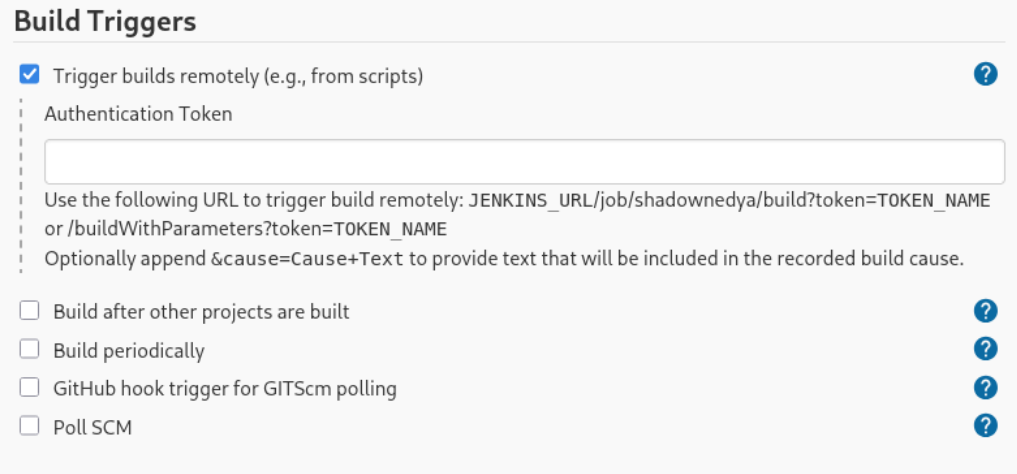 Build Triggers
Trigger builds remotely (e.g., from scripts)
Authentication Token
Use the following URL to trigger build remotely: JENKINS_URL/job/shadownedya/build?token=TOKEN_NAME
or /buildWithParameters?token=TOKEN_NAME
Optionally append &cause=Cause+Text to provide text that will be included in the recorded build cause.
Build after other projects are built
Build periodically
GitHub hook trigger for GITScm polling
Poll SCM